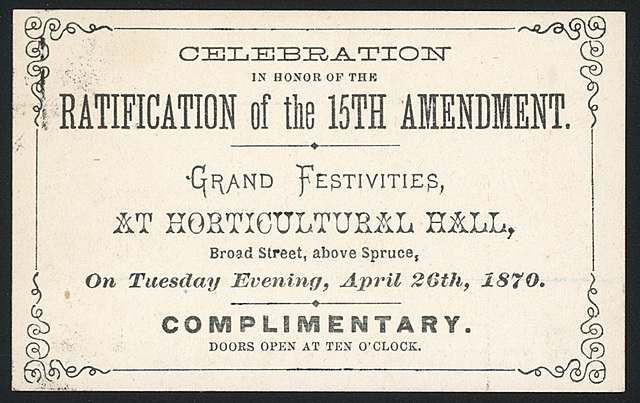 CELEBRATION
IN HONOR OF THE
RATIFICATION of the 15TH AMENDMENT.
GRAND FESTIVITIES,
AT HORTICULTURAL HALL,
Broad Street, above Spruce,
On Tuesday Evening, April 26th, 1870.
COMPLIMENTARY.
DOORS OPEN AT TEN O'CLOCK.